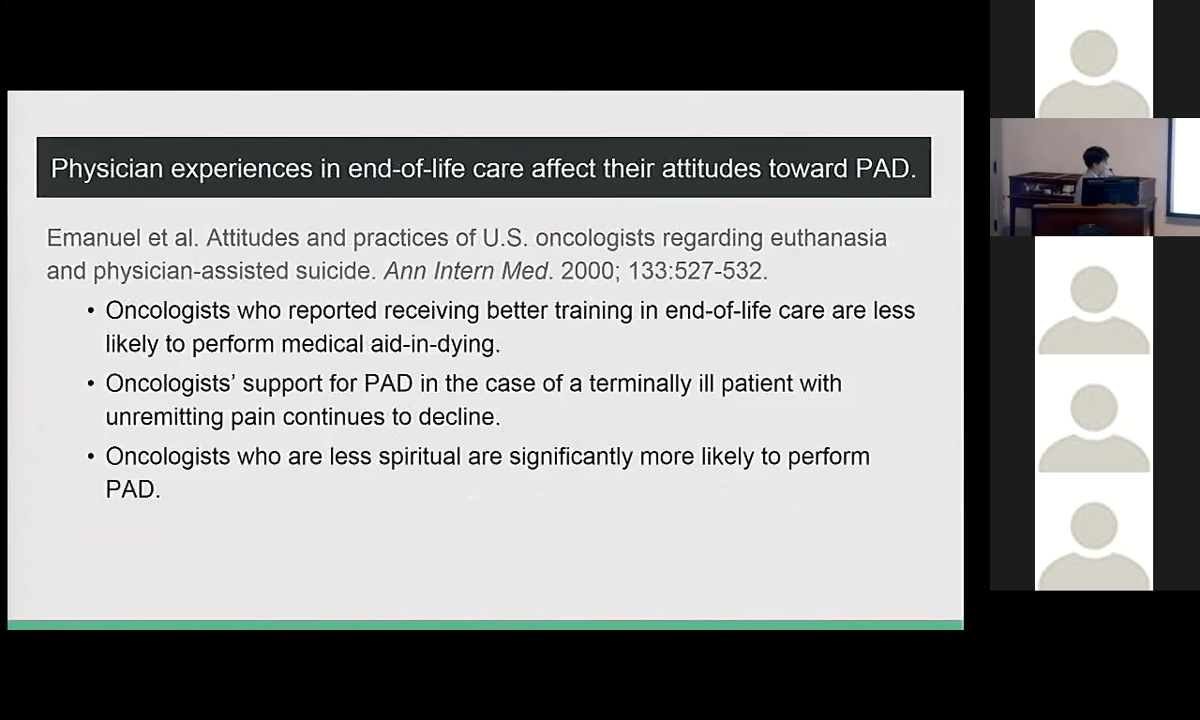 Physician experiences in end-of-life care affect their attitudes toward PAD.
Emanuel et al. Attitudes and practices of U.S. oncologists regarding euthanasia
and physician-assisted suicide. Ann Intern Med. 2000; 133:527-532.
• Oncologists who reported receiving better training in end-of-life care are less
likely to perform medical aid-in-dying.
• Oncologists’ support for PAD in the case of a terminally ill patient with
unremitting pain continues to decline.
• Oncologists who are less spiritual are significantly more likely to perform
PAD.